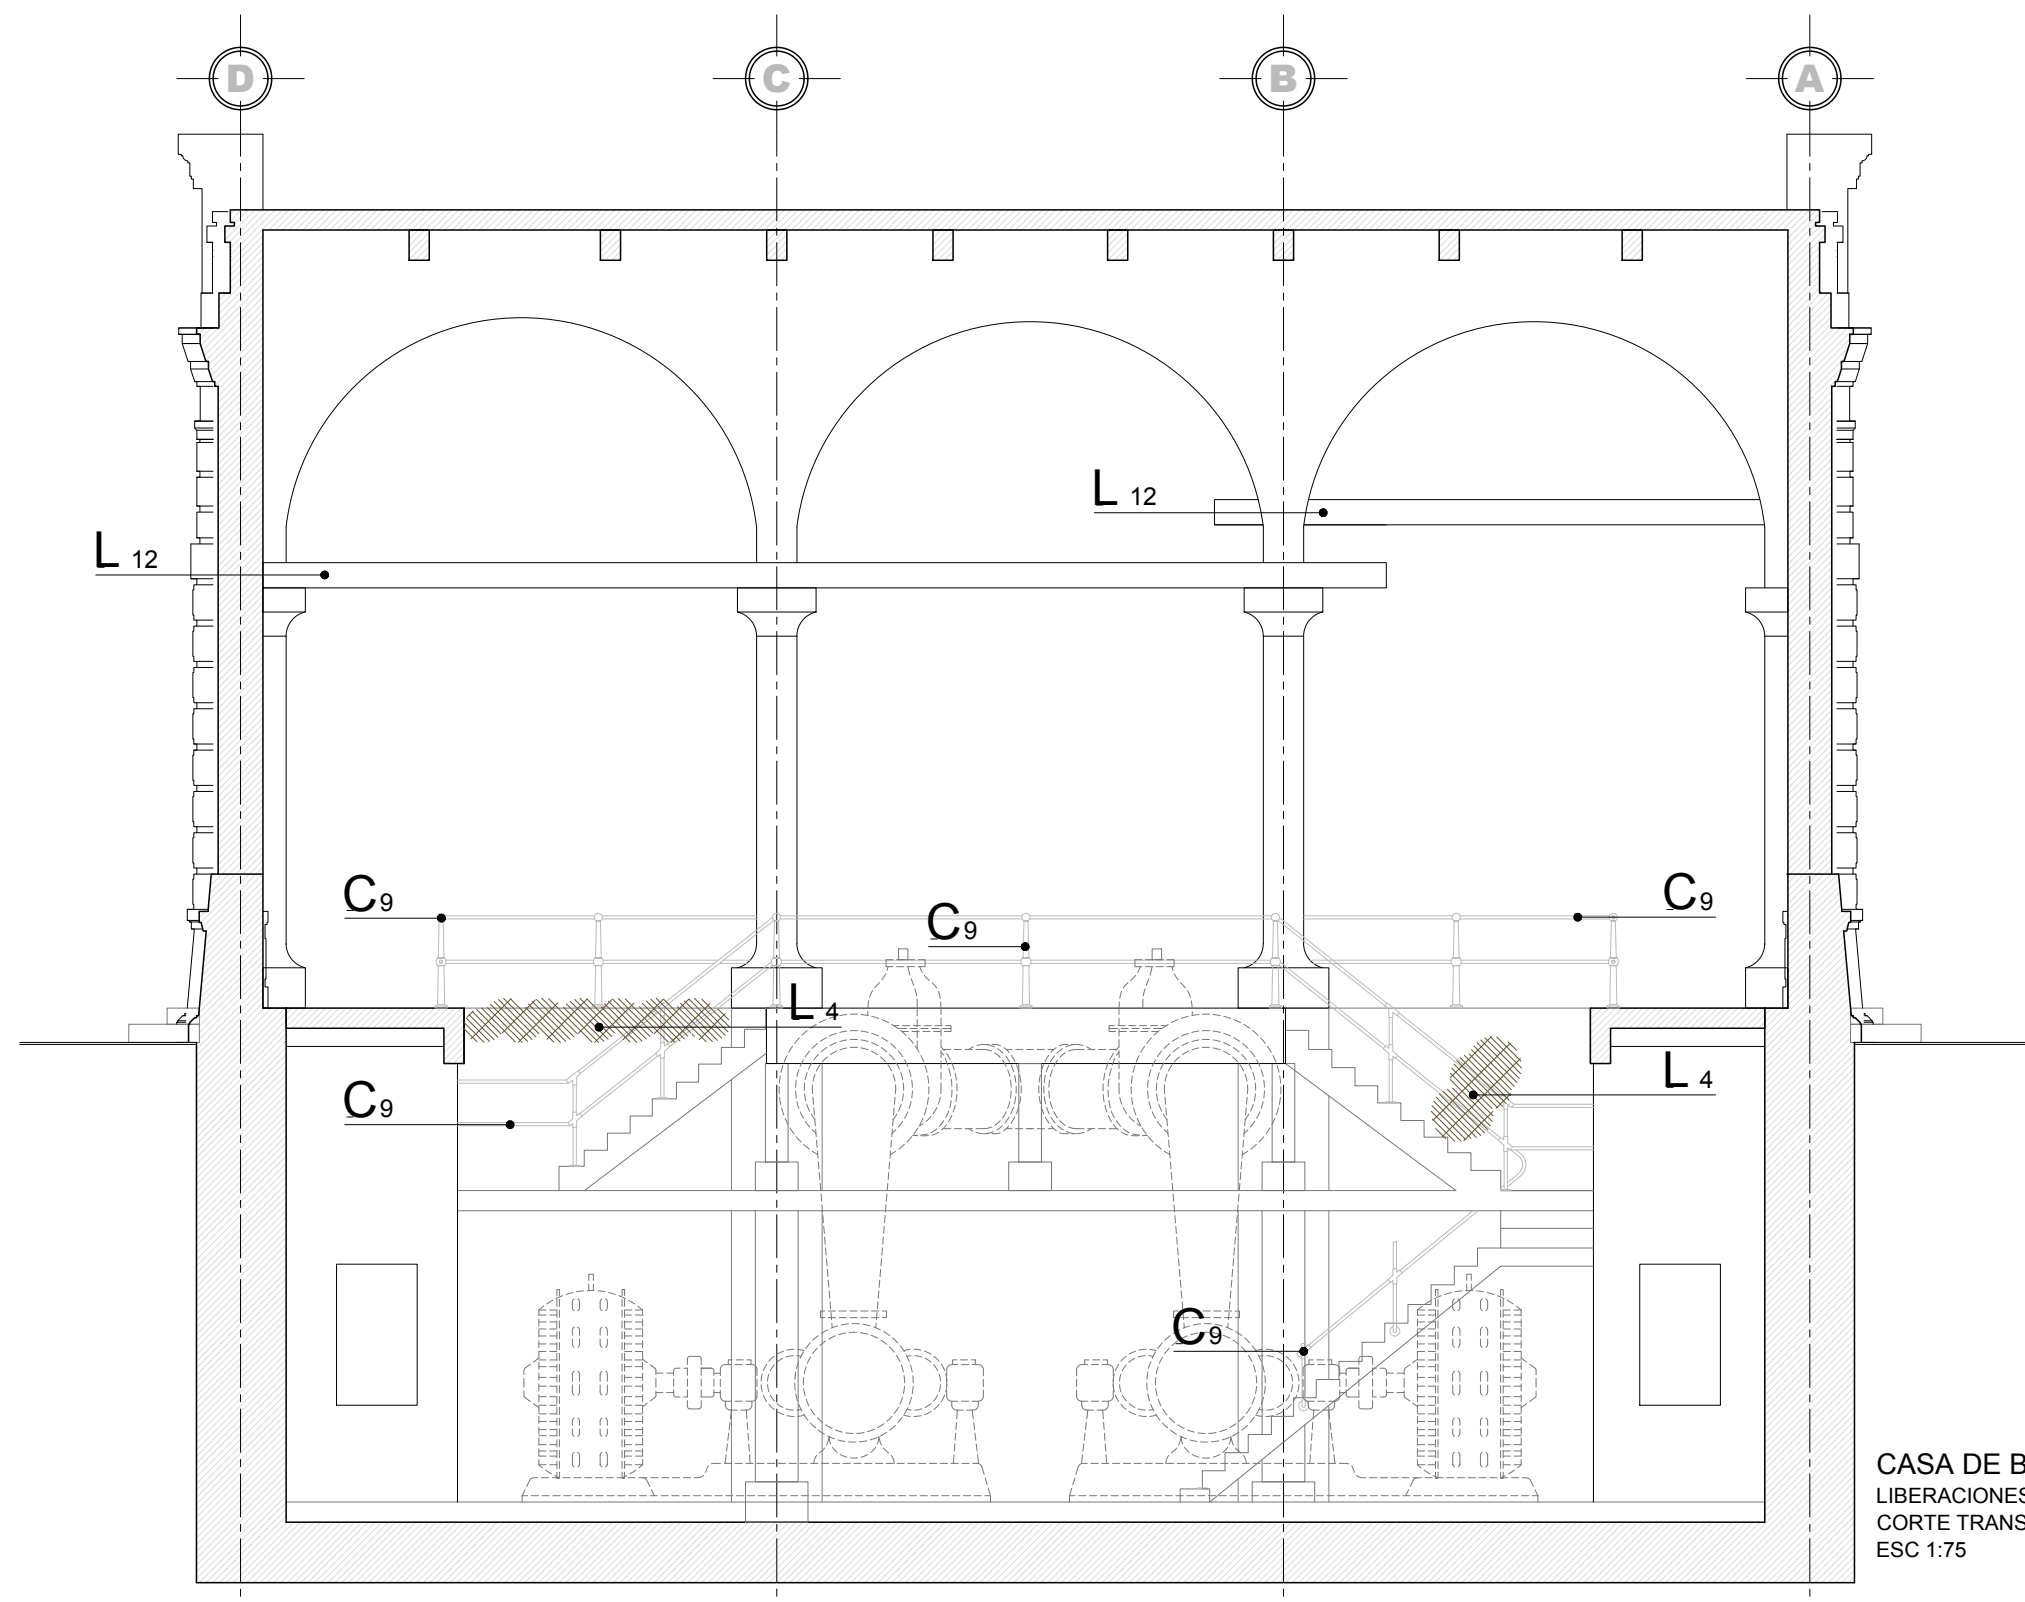 D C B A
L 12
L 12
C9
C9
C9
L 4
L 4
C9
C9
CASA DE B
LIBERACIONES
CORTE TRANS
ESC 1:75